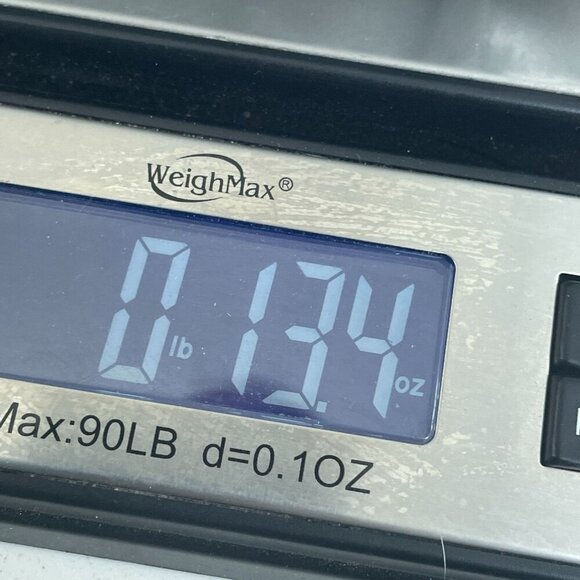 WeighMax®
0 lb 13.4 oz
Max:90LB d=0.1OZ